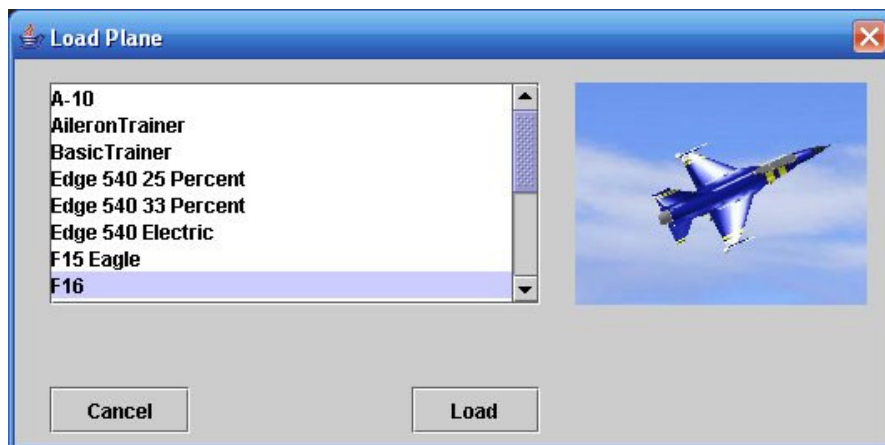 Load Plane
A-10
AileronTrainer
BasicTrainer
Edge 540 25 Percent
Edge 540 33 Percent
Edge 540 Electric
F15 Eagle
F16
Cancel
Load